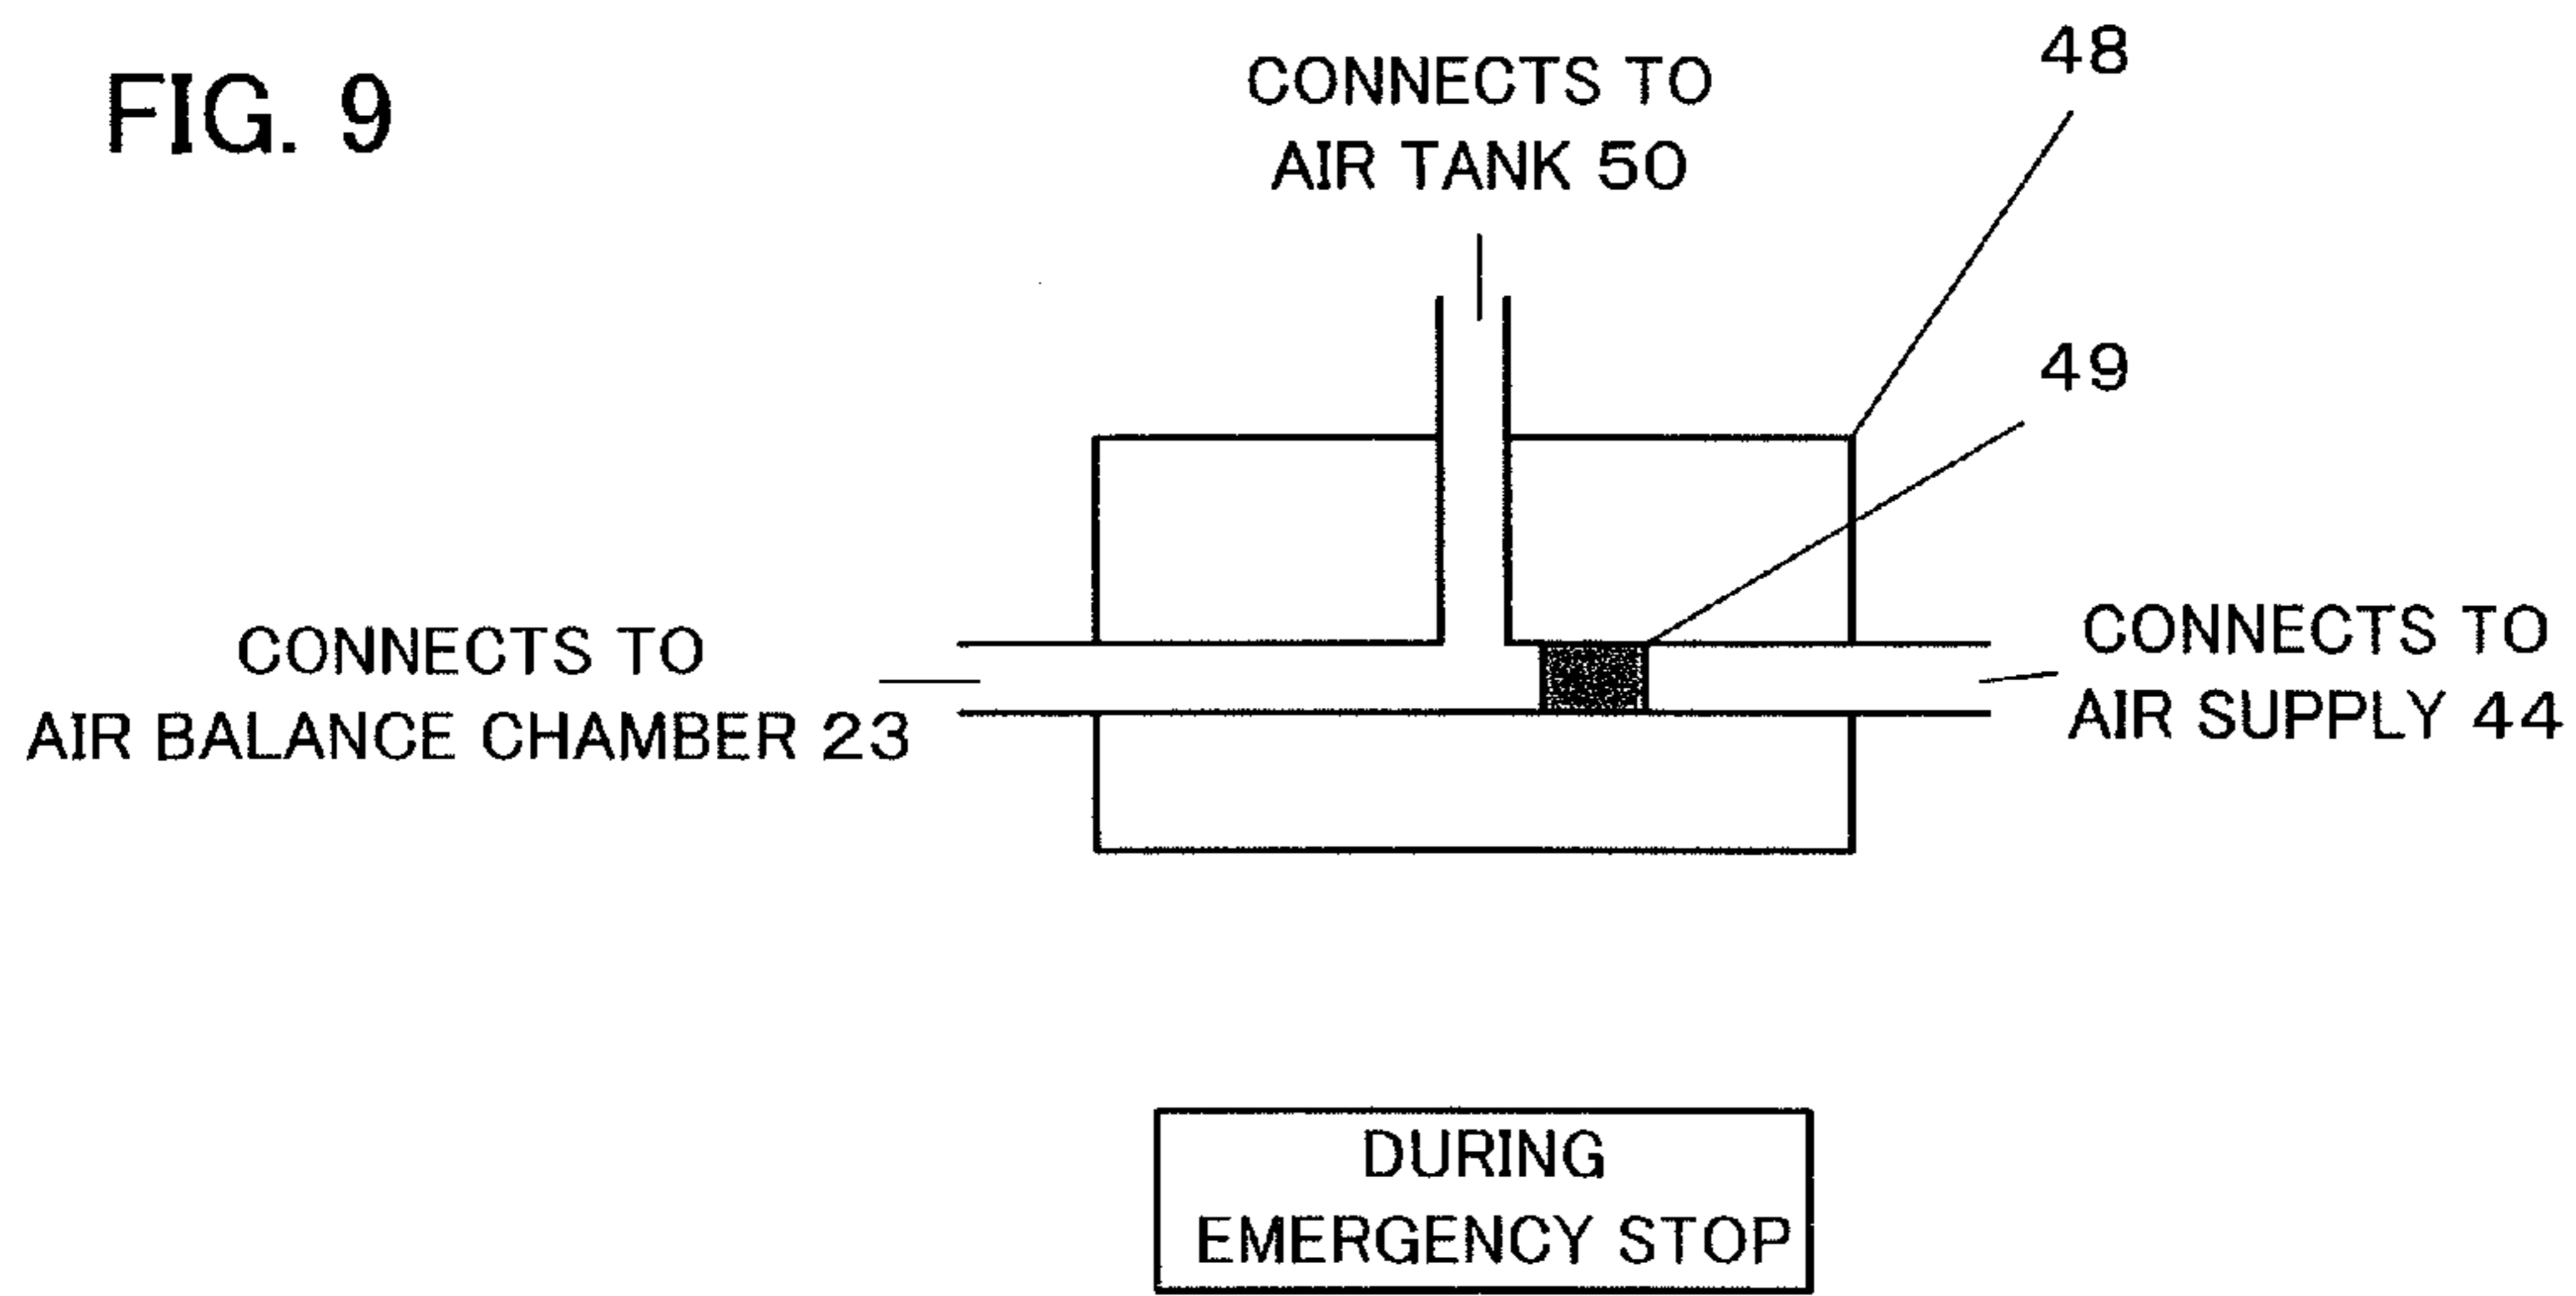 FIG. 9
CONNECTS TO
AIR TANK 50
48
49
CONNECTS TO
AIR BALANCE CHAMBER 23
CONNECTS TO
AIR SUPPLY 44
DURING
EMERGENCY STOP